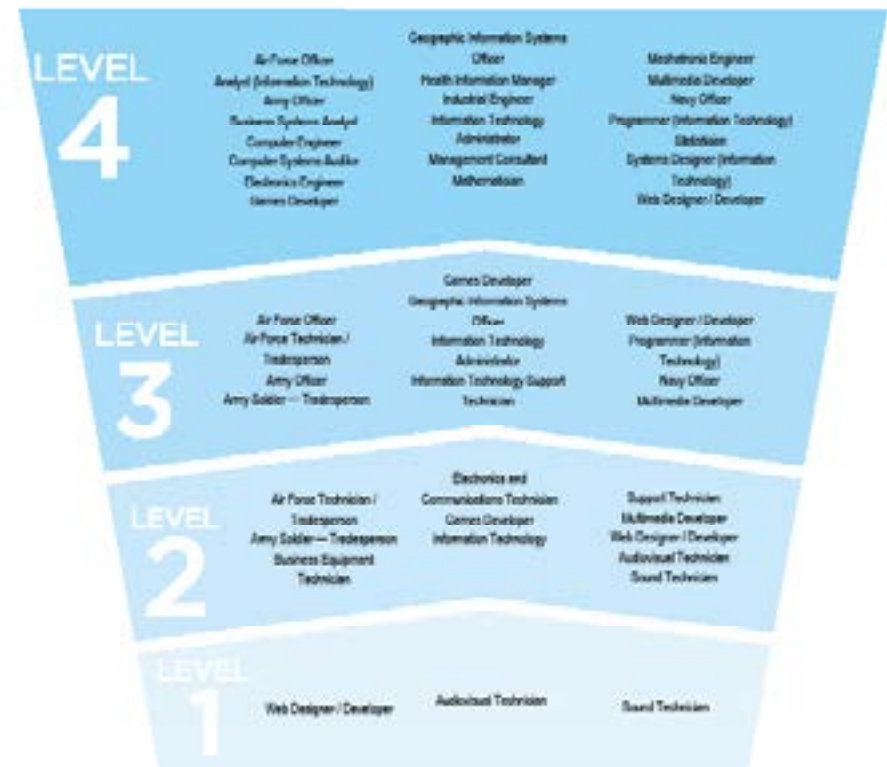 LEVEL
4
Air Force Officer
Analyst (Information Technology)
Army Officer
Business Systems Analyst
Computer Engineer
Computer Systems Auditor
Electronics Engineer
Games Developer
Geographic Information Systems
Officer
Health Information Manager
Industrial Engineer
Information Technology
Administrator
Management Consultant
Mathematician
Mechatronic Engineer
Multimedia Developer
Navy Officer
Programmer (Information Technology)
Statistician
Systems Designer (Information
Technology)
Web Designer / Developer
LEVEL
3
Air Force Officer
Air Force Technician /
Tradesperson
Army Officer
Army Soldier — Tradesperson
Games Developer
Geographic Information Systems
Officer
Information Technology
Administrator
Information Technology Support
Technician
Web Designer / Developer
Programmer (Information
Technology)
Navy Officer
Multimedia Developer
LEVEL
2
Air Force Technician /
Tradesperson
Army Soldier — Tradesperson
Business Equipment
Technician
Electronics and
Communications Technician
Games Developer
Information Technology
Support Technician
Multimedia Developer
Web Designer / Developer
Audiovisual Technician
Sound Technician
LEVEL
1
Web Designer / Developer
Audiovisual Technician
Sound Technician